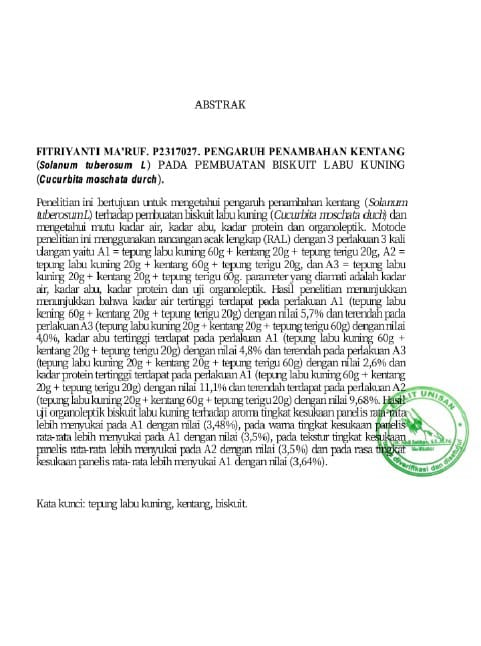 ABSTRAK
FITRIYANTI MA'RUF. P2317027. PENGARUH PENAMBAHAN KENTANG
(Solanum tuberosum L) PADA PEMBUATAN BISKUIT LABU KUNING
(Cucurbita moschata durch).
Penelitian ini bertujuan untuk mengetahui pengaruh penambahan kentang (Solanum
tuberosum L) terhadap pembuatan biskuit labu kuning (Cucurbita moschata duch) dan
mengetahui mutu kadar air, kadar abu, kadar protein dan organoleptik. Motode
penelitian ini menggunakan rancangan acak lengkap (RAL) dengan 3 perlakuan 3 kali
ulangan yaitu A1 = tepung labu kuning 60g + kentang 20g + tepung terigu 20g, A2 =
tepung labu kuning 20g + kentang 60g + tepung terigu 20g, dan A3 = tepung labu
kuning 20g + kentang 20g + tepung terigu 60g. parameter yang diamati adalah kadar
air, kadar abu, kadar protein dan uji organoleptik. Hasil penelitian menunjukkan
menunjukkan bahwa kadar air tertinggi terdapat pada perlakuan A1 (tepung labu
kening 60g + kentang 20g + tepung terigu 20g) dengan nilai 5,7% dan terendah pada
perlakuan A3 (tepung labu kuning 20g + kentang 20g + tepung terigu 60g) dengan nilai
4,0%, kadar abu tertinggi terdapat pada perlakuan A1 (tepung labu kuning 60g +
kentang 20g + tepung terigu 20g) dengan nilai 4,8% dan terendah pada perlakuan A3
(tepung labu kuning 20g + kentang 20g + tepung terigu 60g) dengan nilai 2,6% dan
kadar protein tertinggi terdapat pada perlakuan A1 (tepung labu kuning 60g + kentang
20g + tepung terigu 20g) dengan nilai 11,1% dan terendah terdapat pada perlakuan A2
(tepung labu kuning 20g + kentang 60g + tepung terigu 20g) dengan nilai 9,68%. Hasil
uji organoleptik biskuit labu kuning terhadap aroma tingkat kesukaan panelis rata-rata
lebih menyukai pada A1 dengan nilai (3,48%), pada warna tingkat kesukaan panelis
rata-rata lebih menyukai pada A1 dengan nilai (3,5%), pada tekstur tingkat kesukaan
panelis rata-rata lebih menyukai pada A2 dengan nilai (3,5%) dan pada rasa tingkat
kesukaan panelis rata-rata lebih menyukai A1 dengan nilai (3,64%).
Kata kunci: tepung labu kuning, kentang, biskuit.
UNISAN
diverifikasi dan